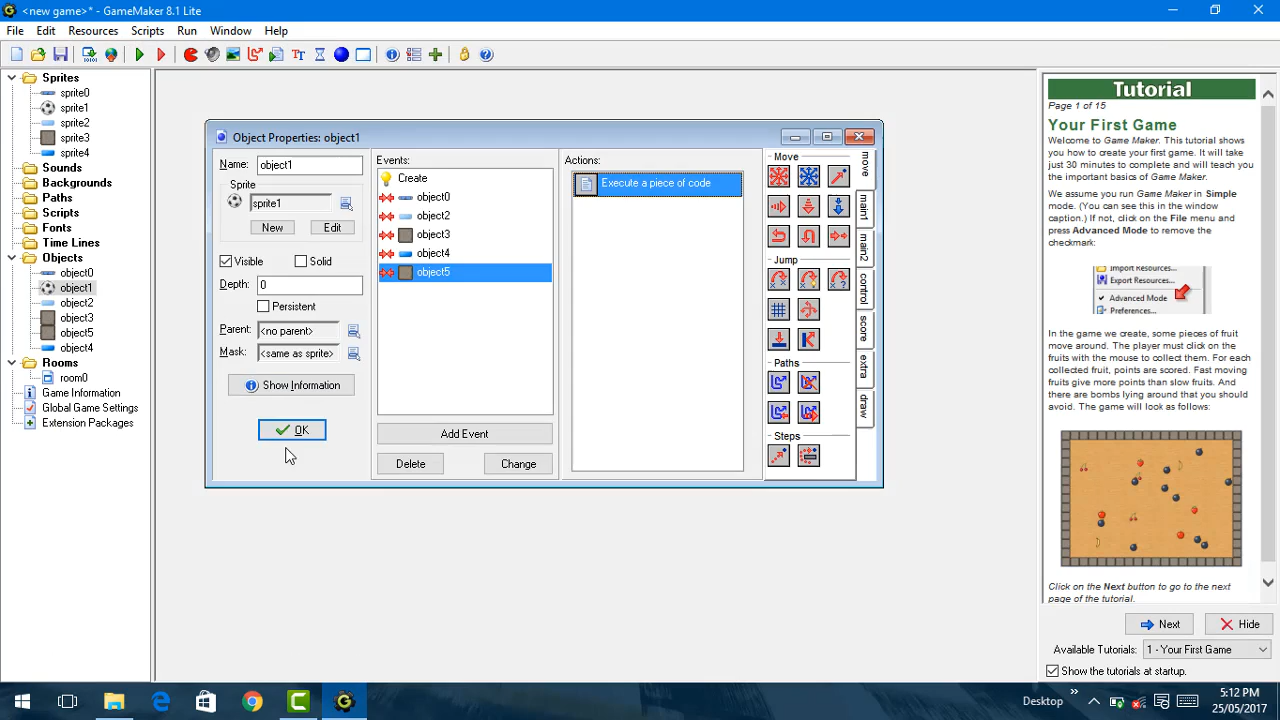 <new game>* - GameMaker 8.1 Lite
File Edit Resources Scripts Run Window Help
Sprites
sprite0
sprite1
sprite2
sprite3
sprite4
Sounds
Backgrounds
Paths
Scripts
Fonts
Time Lines
Objects
object0
object1
object2
object3
object5
object4
Rooms
room0
Game Information
Global Game Settings
Extension Packages
Object Properties: object1
Name: object1
Sprite
sprite1
New Edit
Visible Solid
Depth: 0
Persistent
Parent: <no parent>
Mask: <same as sprite>
Show Information
OK
Events:
Create
object0
object2
object3
object4
object5
Add Event
Delete Change
Actions:
Execute a piece of code
Move
Jump
Paths
Steps
move
main1
main2
control
score
extra
draw
Tutorial
Page 1 of 15
Your First Game
Welcome to Game Maker. This tutorial shows
you how to create your first game. It will take
just 30 minutes to complete and will teach you
the important basics of Game Maker.
We assume you run Game Maker in Simple
mode. (You can see this in the window
caption.) If not, click on the File menu and
press Advanced Mode to remove the
checkmark:
Import Resources...
Export Resources...
Advanced Mode
Preferences...
In the game we create, some pieces of fruit
move around. The player must click on the
fruits with the mouse to collect them. For each
collected fruit, points are scored. Fast moving
fruits give more points than slow fruits. And
there are bombs lying around that you should
avoid. The game will look as follows:
Click on the Next button to go to the next
page of the tutorial.
Next Hide
Available Tutorials: 1 - Your First Game
Show the tutorials at startup.
Desktop
5:12 PM
25/05/2017